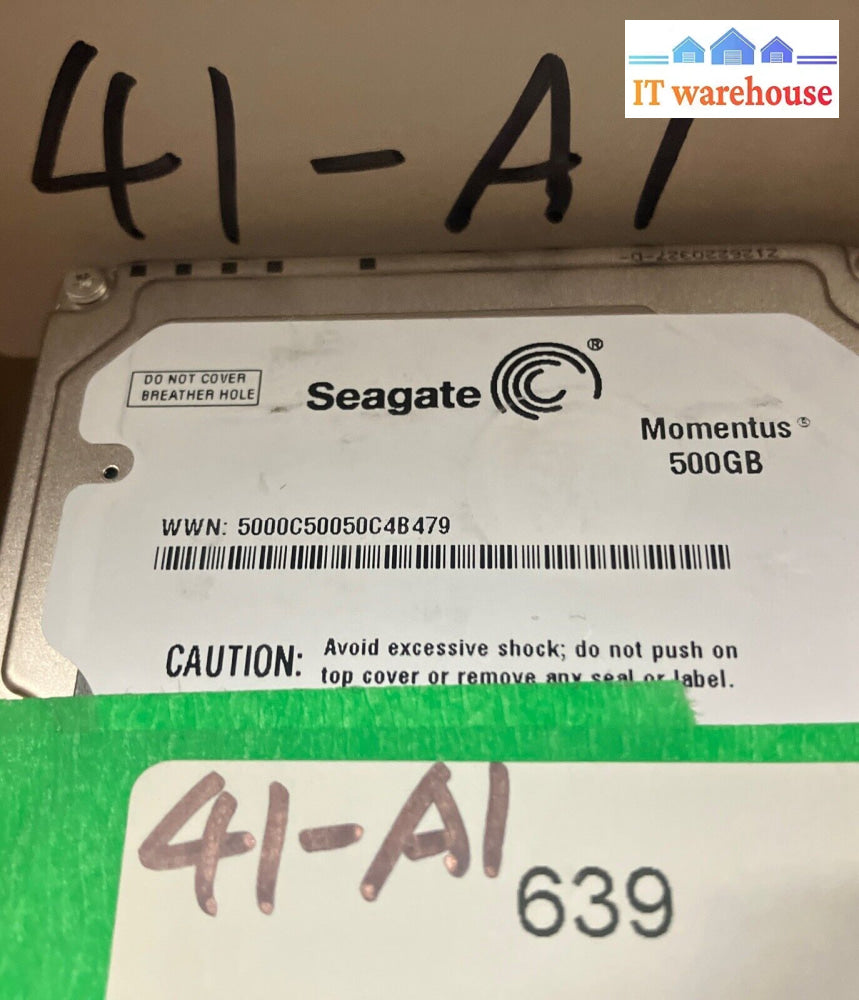 IT warehouse
41-A1
DO NOT COVER
BREATHER HOLE
Seagate ®
Momentus ®
500GB
WWN: 5000C50050C4B479
CAUTION: Avoid excessive shock; do not push on
top cover or remove any seal or label.
41-A1
639